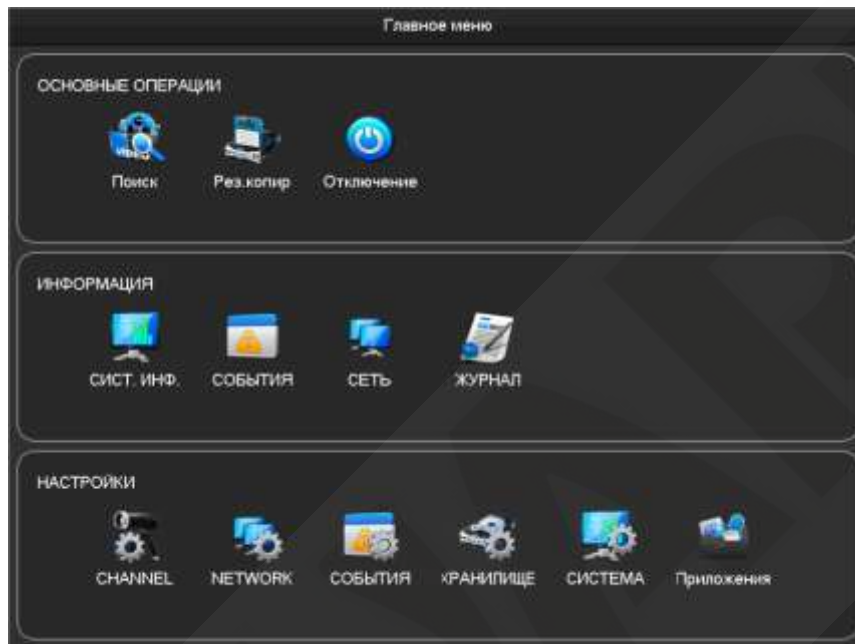 Главное меню
ОСНОВНЫЕ ОПЕРАЦИИ
VIDEO
Поиск Рез.копир Отключение
ИНФОРМАЦИЯ
СИСТ. ИНФ. СОБЫТИЯ СЕТЬ ЖУРНАЛ
НАСТРОЙКИ
CHANNEL NETWORK СОБЫТИЯ ХРАНИЛИЩЕ СИСТЕМА Приложения